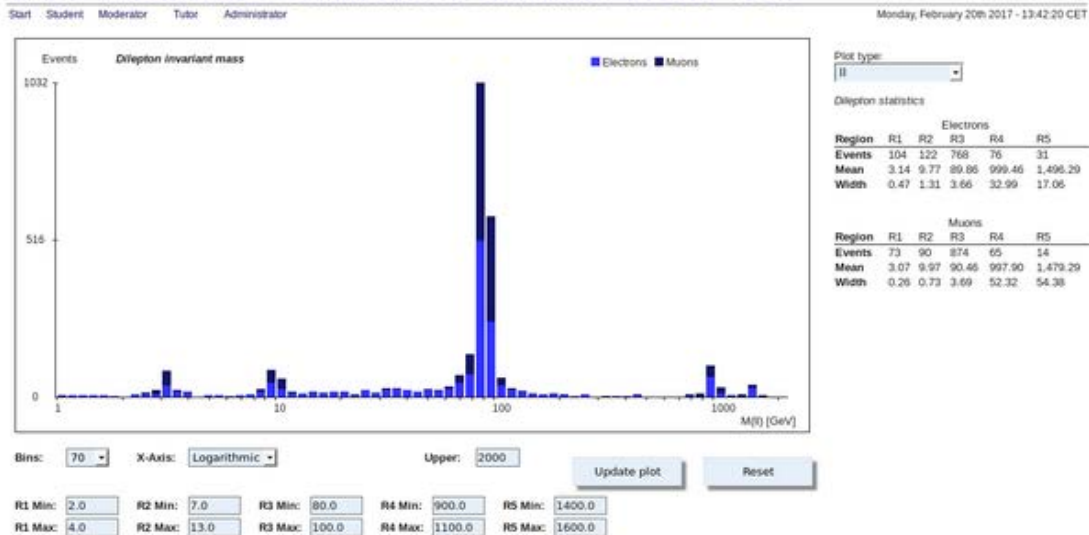 Start Student Moderator Tutor Administrator Monday, February 20th 2017 - 13:42:20 CET
Events Dilepton invariant mass Electrons Muons
1032
516
0
1 10 100 1000
M(ll) [GeV]
Plot type:
ll
Dilepton statistics
Electrons
Region R1 R2 R3 R4 R5
Events 104 122 768 76 31
Mean 3.14 9.77 89.86 999.46 1,496.29
Width 0.47 1.31 3.66 32.99 17.06
Muons
Region R1 R2 R3 R4 R5
Events 73 90 874 65 14
Mean 3.07 9.97 90.46 997.90 1,479.29
Width 0.26 0.73 3.69 52.32 54.38
Bins: 70 X-Axis: Logarithmic Upper: 2000 Update plot Reset
R1 Min: 2.0 R2 Min: 7.0 R3 Min: 80.0 R4 Min: 900.0 R5 Min: 1400.0
R1 Max: 4.0 R2 Max: 13.0 R3 Max: 100.0 R4 Max: 1100.0 R5 Max: 1600.0